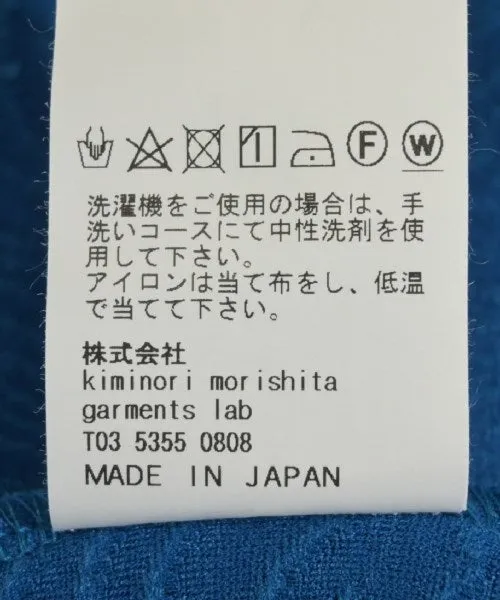 F W
洗濯機をご使用の場合は、手
洗いコースにて中性洗剤を使
用して下さい。
アイロンは当て布をし、低温
で当てて下さい。
株式会社
kiminori morishita
garments lab
T03 5355 0808
MADE IN JAPAN